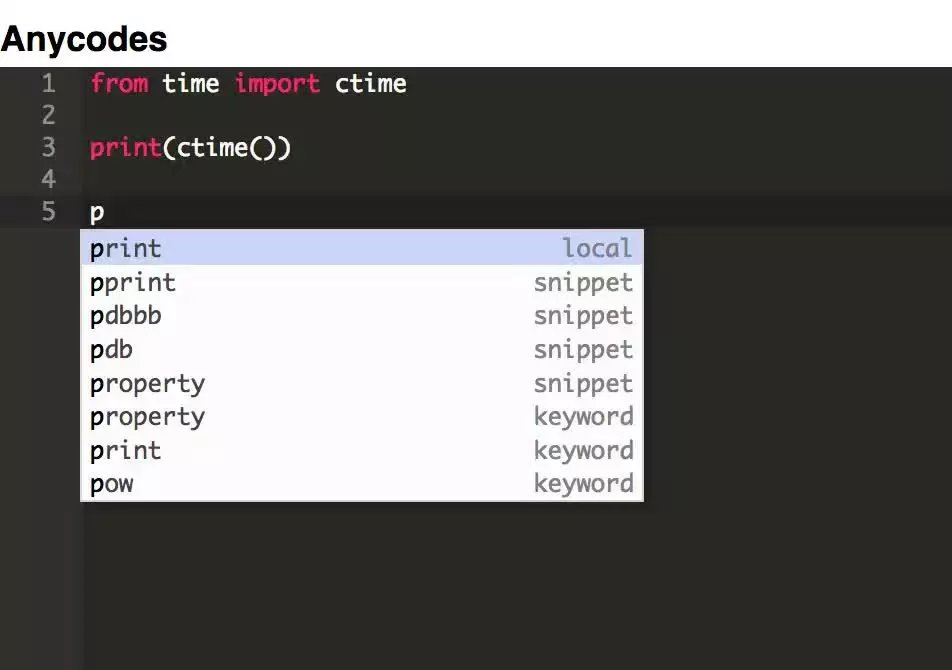 Anycodes
1 from time import ctime
2
3 print(ctime())
4
5 p
print local
pprint snippet
pdbbb snippet
pdb snippet
property snippet
property keyword
print keyword
pow keyword